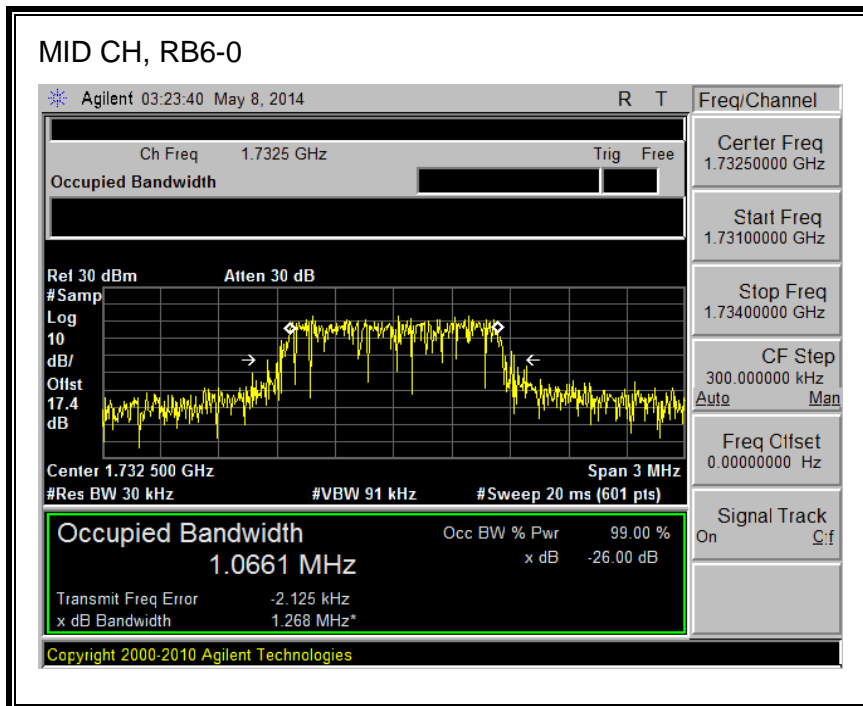 MID CH, RB6-0
Agilent 03:23:40 May 8, 2014 R T
Freq/Channel
Ch Freq 1.7325 GHz Trig Free
Occupied Bandwidth
Center Freq
1.73250000 GHz
Start Freq
1.73100000 GHz
Stop Freq
1.73400000 GHz
CF Step
300.000000 kHz
Auto Man
Freq Offset
0.00000000 Hz
Signal Track
On Off
Ref 30 dBm Atten 30 dB
#Samp
Log
10
dB/
Offst
17.4
dB
Center 1.732 500 GHz Span 3 MHz
#Res BW 30 kHz #VBW 91 kHz #Sweep 20 ms (601 pts)
Occupied Bandwidth
1.0661 MHz
Occ BW % Pwr 99.00 %
x dB -26.00 dB
Transmit Freq Error -2.125 kHz
x dB Bandwidth 1.268 MHz*
Copyright 2000-2010 Agilent Technologies